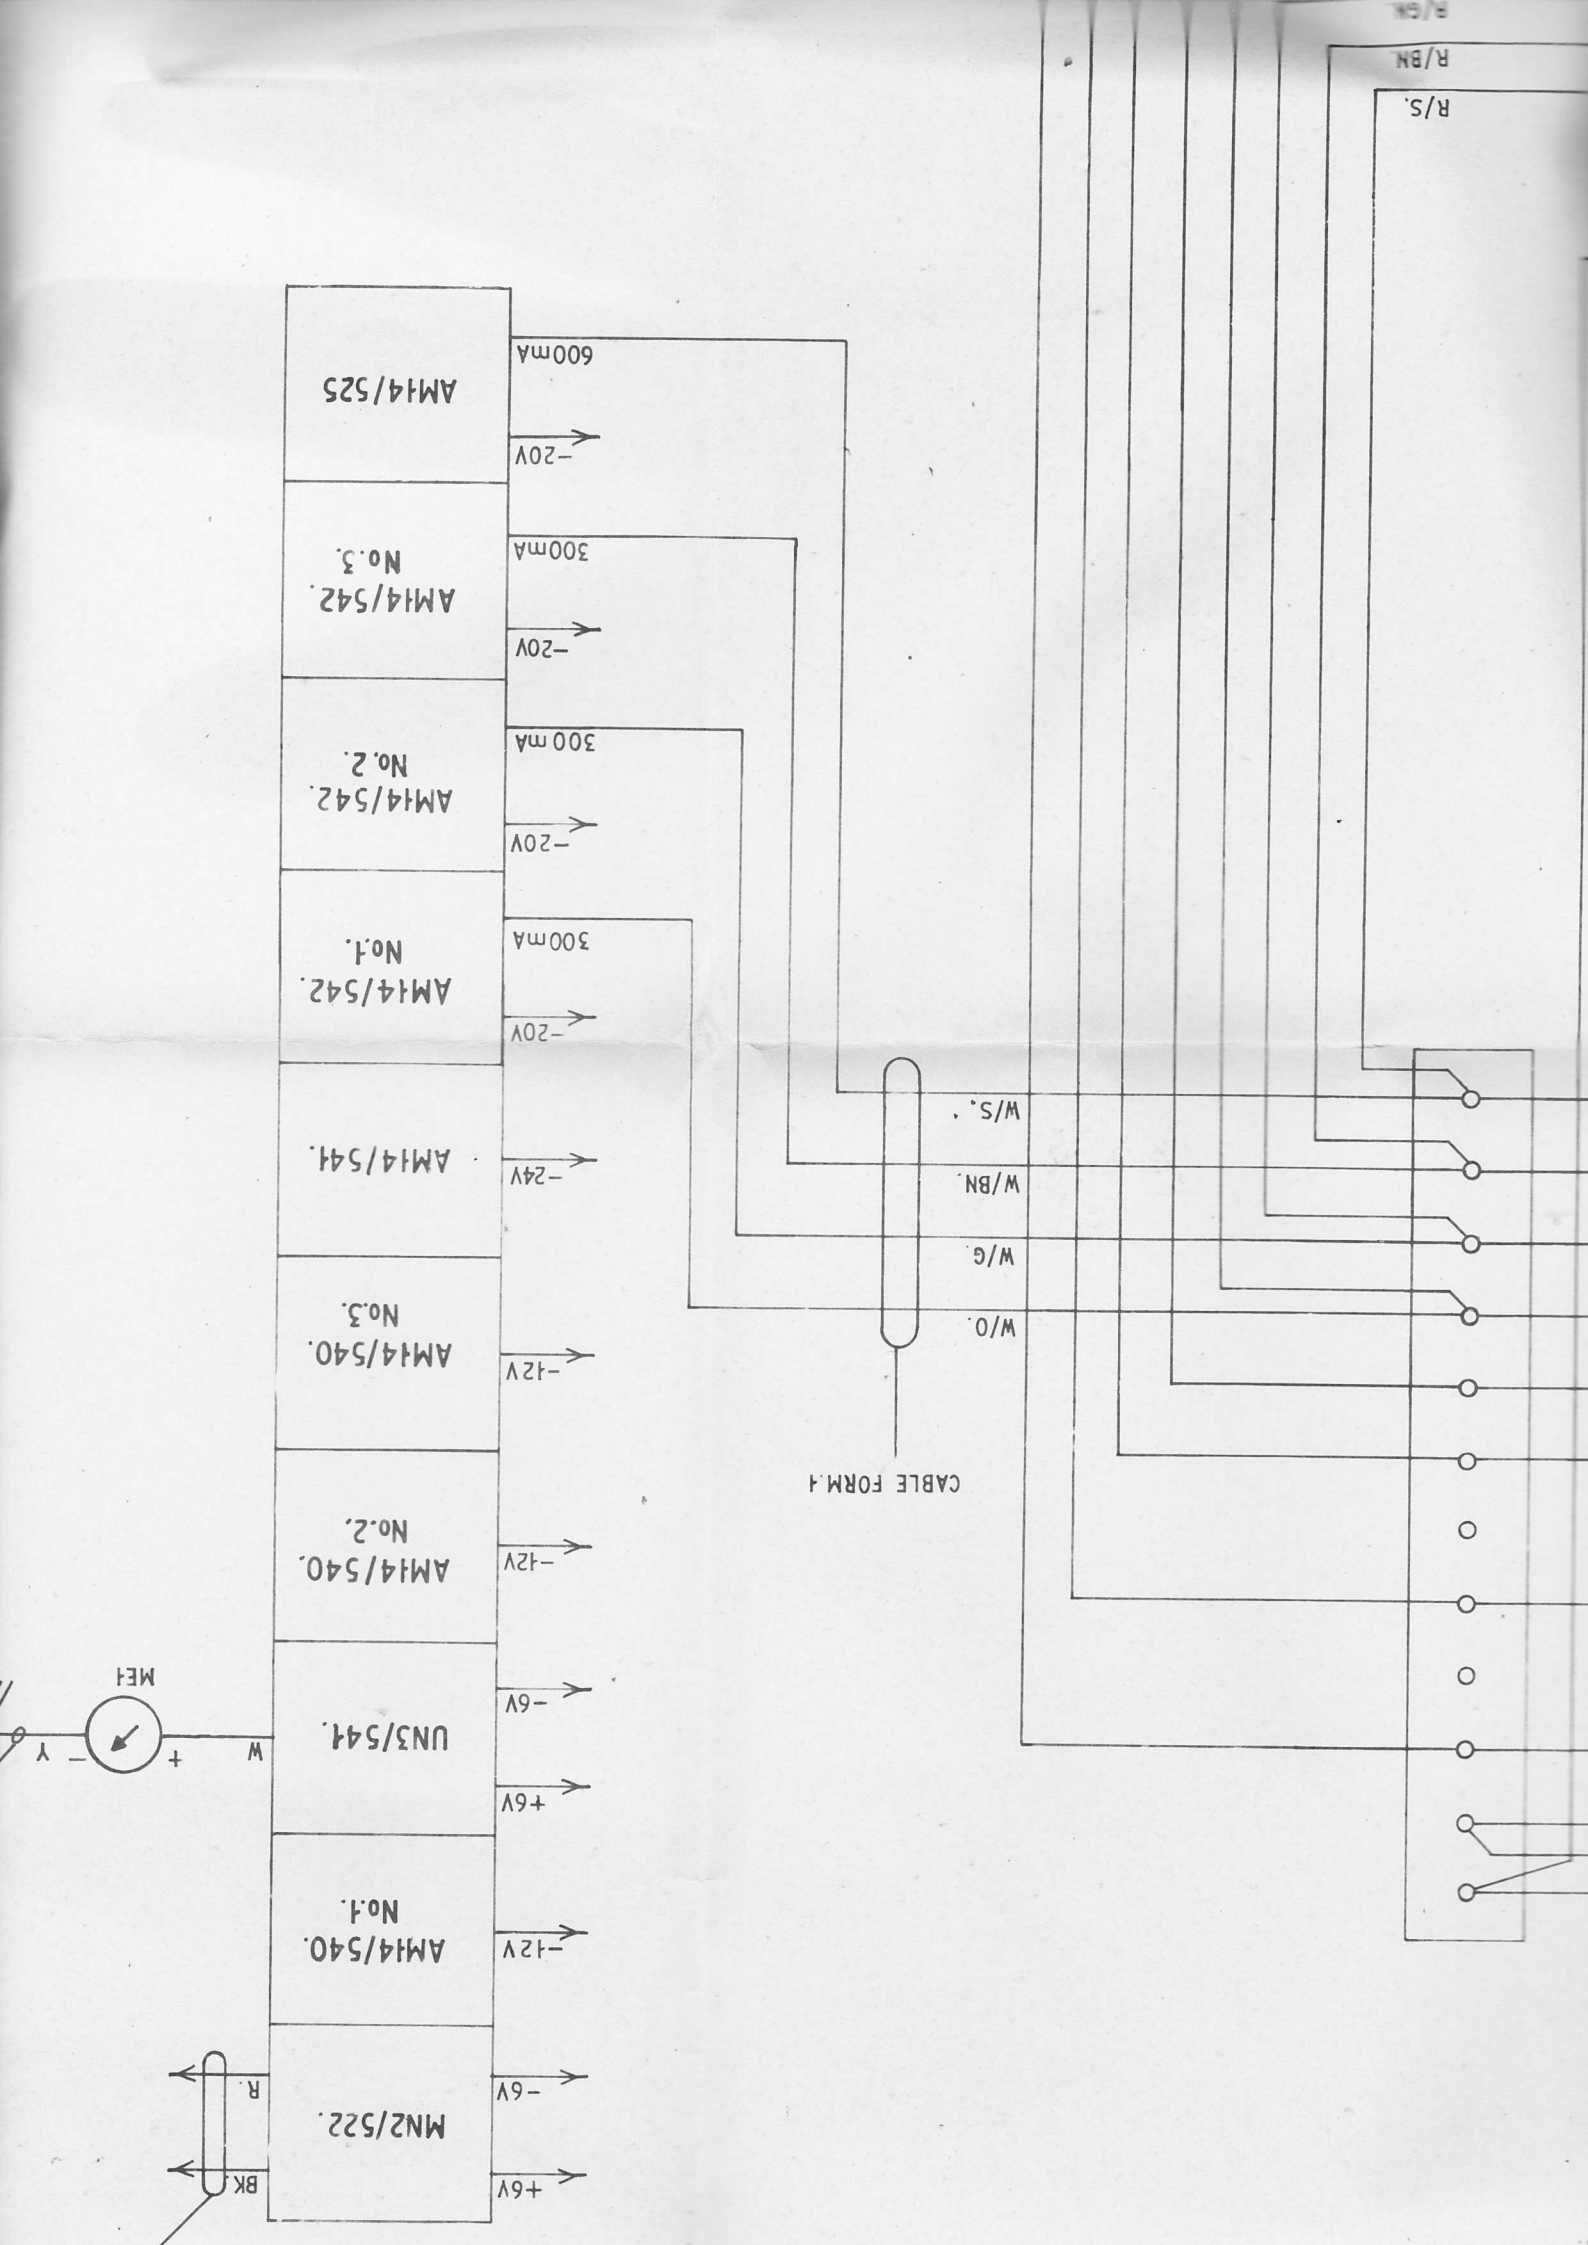 +6V
BK
MN2/522.
-6V
R.
-12V
AM14/540.
No.1.
+6V
W
+
-
Y
UN3/541.
-6V
ME1
-12V
AM14/540.
No.2.
CABLE FORM.1
-12V
AM14/540.
No.3.
W/O.
W/G.
W/BN.
W/S.
-24V
AM14/541.
-20V
AM14/542.
No.1.
300mA
-20V
AM14/542.
No.2.
300mA
-20V
AM14/542.
No.3.
300mA
-20V
AM14/525
600mA
R/S.
R/BN.
R/GN.